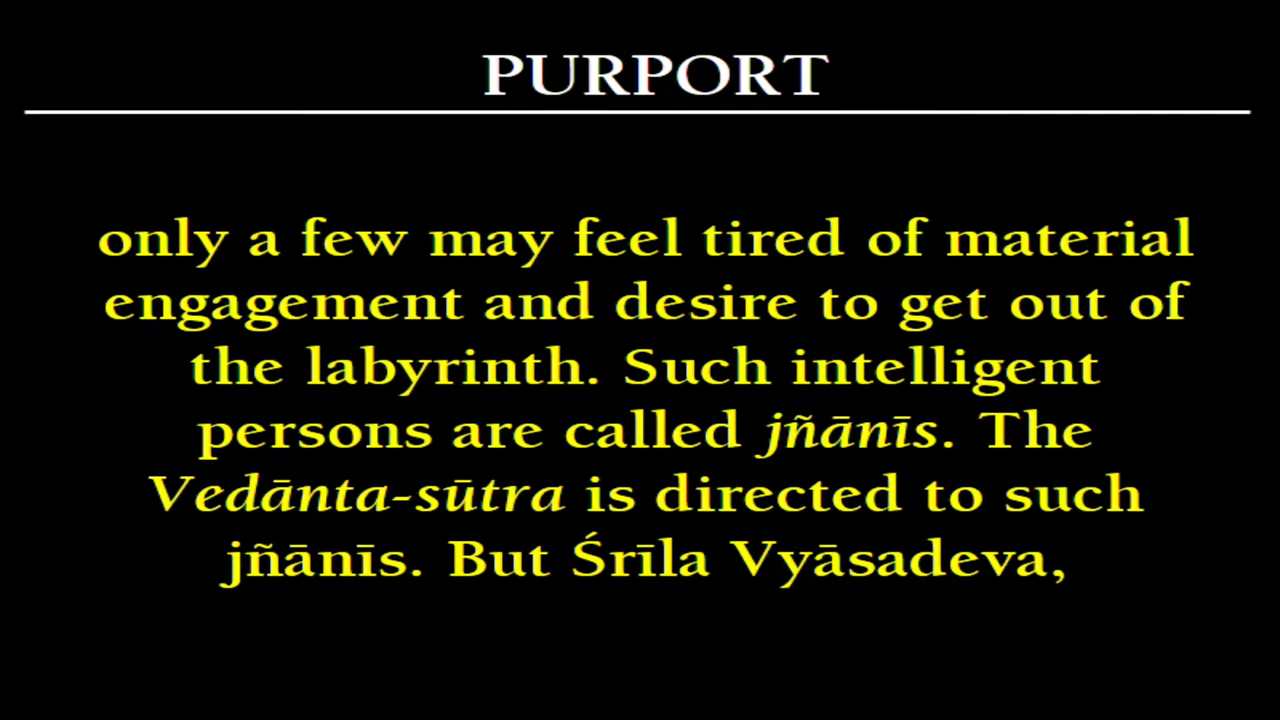 PURPORT
only a few may feel tired of material
engagement and desire to get out of
the labyrinth. Such intelligent
persons are called jñānīs. The
Vedānta-sūtra is directed to such
jñānīs. But Śrīla Vyāsadeva,